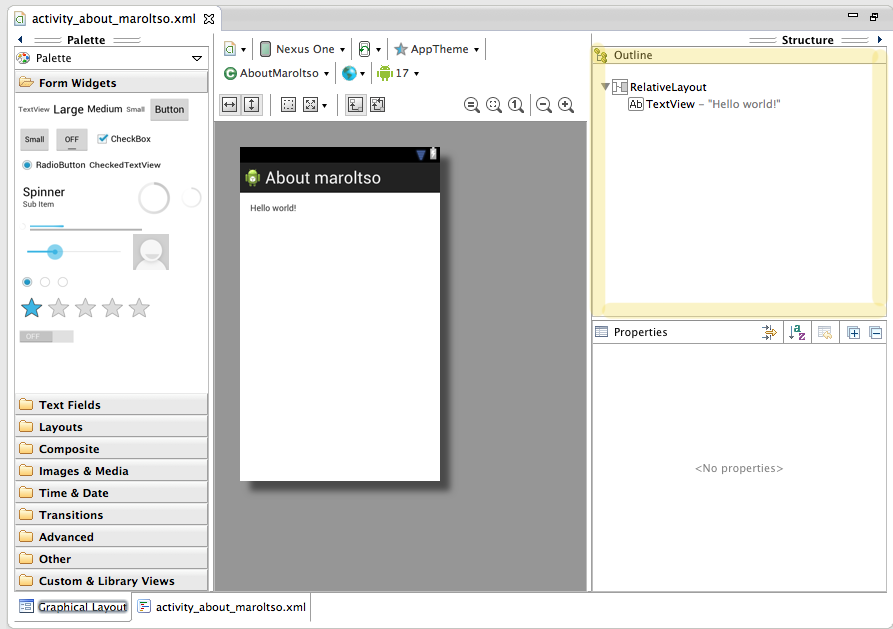 activity_about_maroltso.xml
Palette
Palette
Form Widgets
TextView Large Medium Small Button
Small OFF CheckBox
RadioButton CheckedTextView
Spinner
Sub Item
OFF
Text Fields
Layouts
Composite
Images & Media
Time & Date
Transitions
Advanced
Other
Custom & Library Views
Nexus One AppTheme
AboutMaroltso 17
1
About maroltso
Hello world!
Structure
Outline
RelativeLayout
Ab TextView – "Hello world!"
Properties
a
z
<No properties>
Graphical Layout activity_about_maroltso.xml